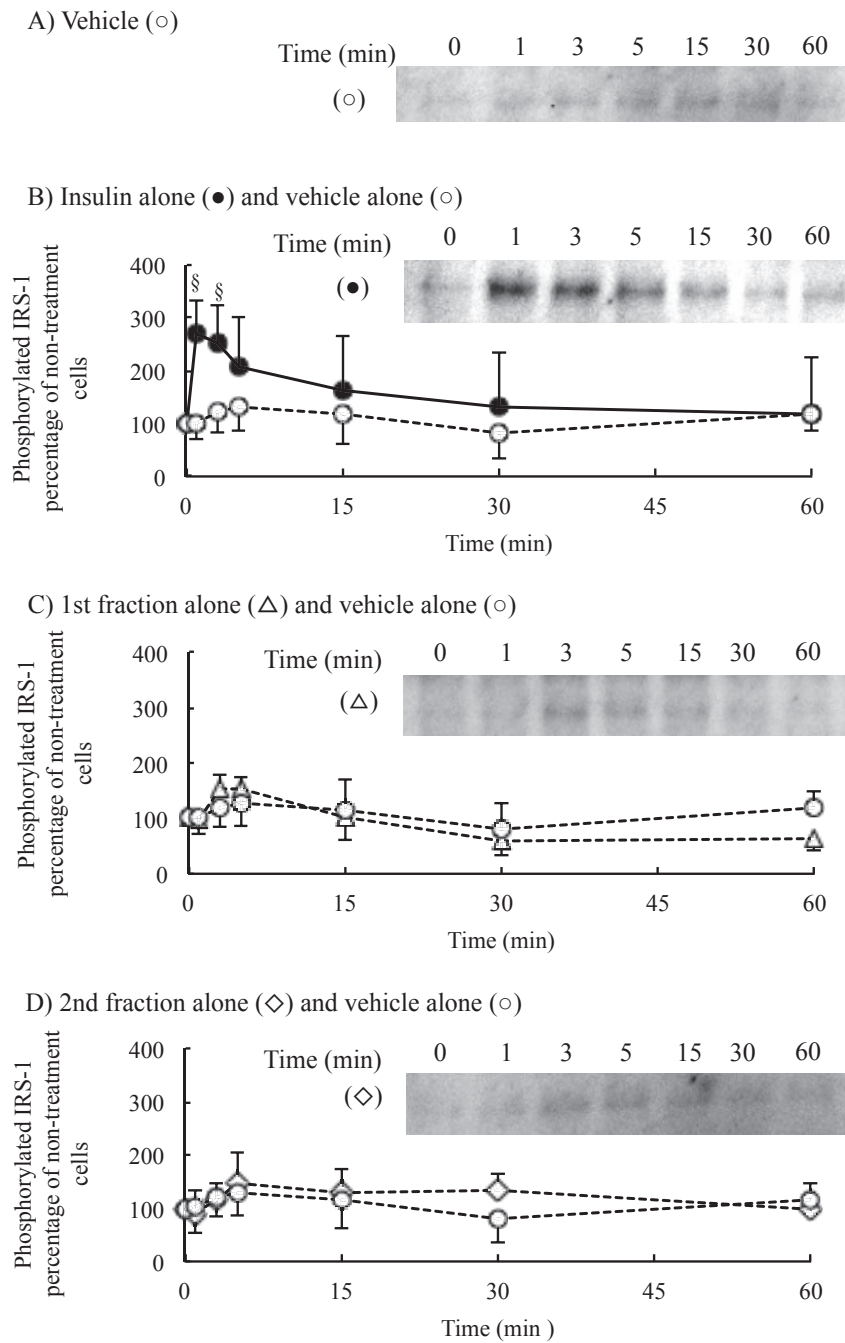 A) Vehicle (○)
Time (min) 0 1 3 5 15 30 60
(○)
B) Insulin alone (●) and vehicle alone (○)
Time (min) 0 1 3 5 15 30 60
(●)
Phosphorylated IRS-1
percentage of non-treatment
cells
400
300
200
100
0
§ §
0 15 30 45 60
Time (min)
C) 1st fraction alone (△) and vehicle alone (○)
Time (min) 0 1 3 5 15 30 60
(△)
Phosphorylated IRS-1
percentage of non-treatment
cells
400
300
200
100
0
0 15 30 45 60
Time (min)
D) 2nd fraction alone (◇) and vehicle alone (○)
Time (min) 0 1 3 5 15 30 60
(◇)
Phosphorylated IRS-1
percentage of non-treatment
cells
400
300
200
100
0
0 15 30 45 60
Time (min )